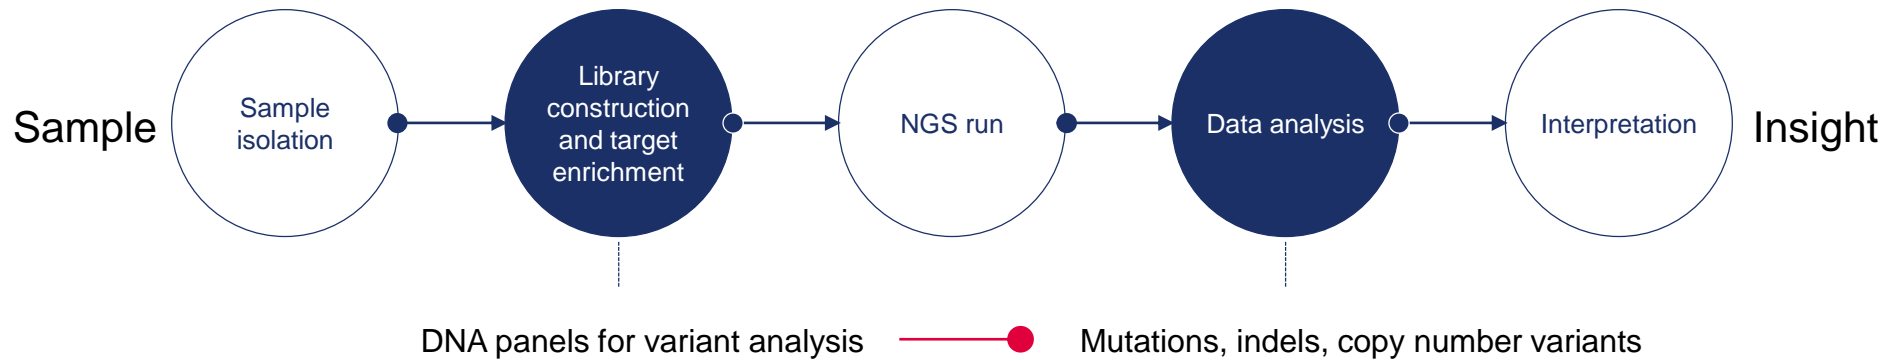 Sample
Sample
isolation
Library
construction
and target
enrichment
NGS run
Data analysis
Interpretation
Insight
DNA panels for variant analysis
Mutations, indels, copy number variants